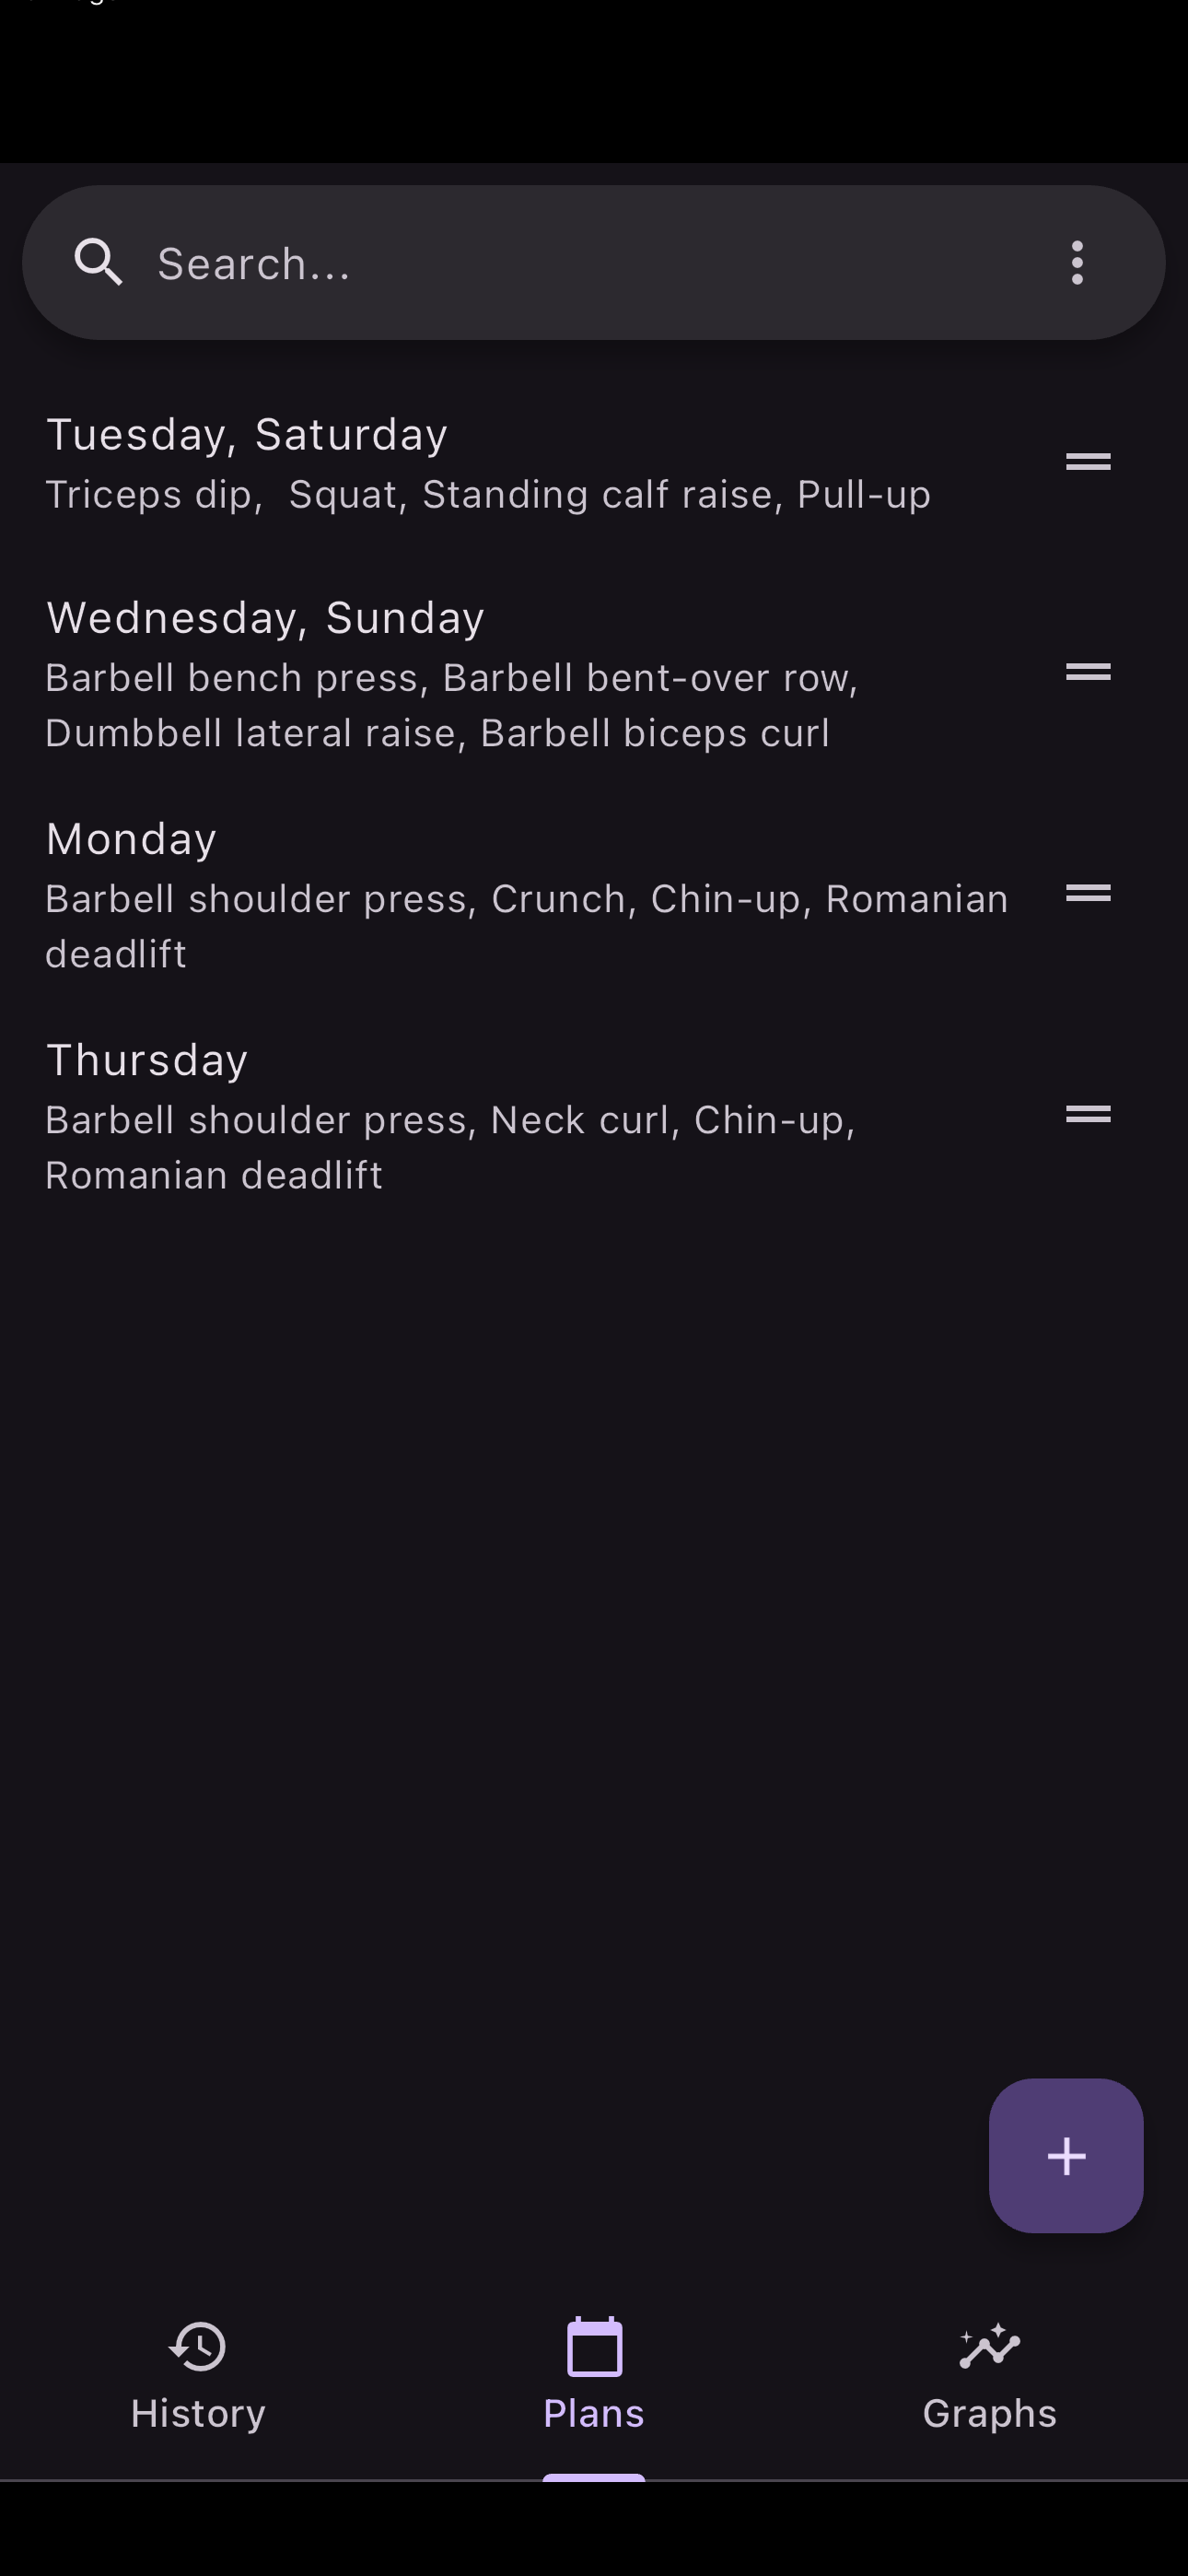 Search...
Tuesday, Saturday
Triceps dip,  Squat, Standing calf raise, Pull-up
Wednesday, Sunday
Barbell bench press, Barbell bent-over row,
Dumbbell lateral raise, Barbell biceps curl
Monday
Barbell shoulder press, Crunch, Chin-up, Romanian
deadlift
Thursday
Barbell shoulder press, Neck curl, Chin-up,
Romanian deadlift
History
Plans
Graphs